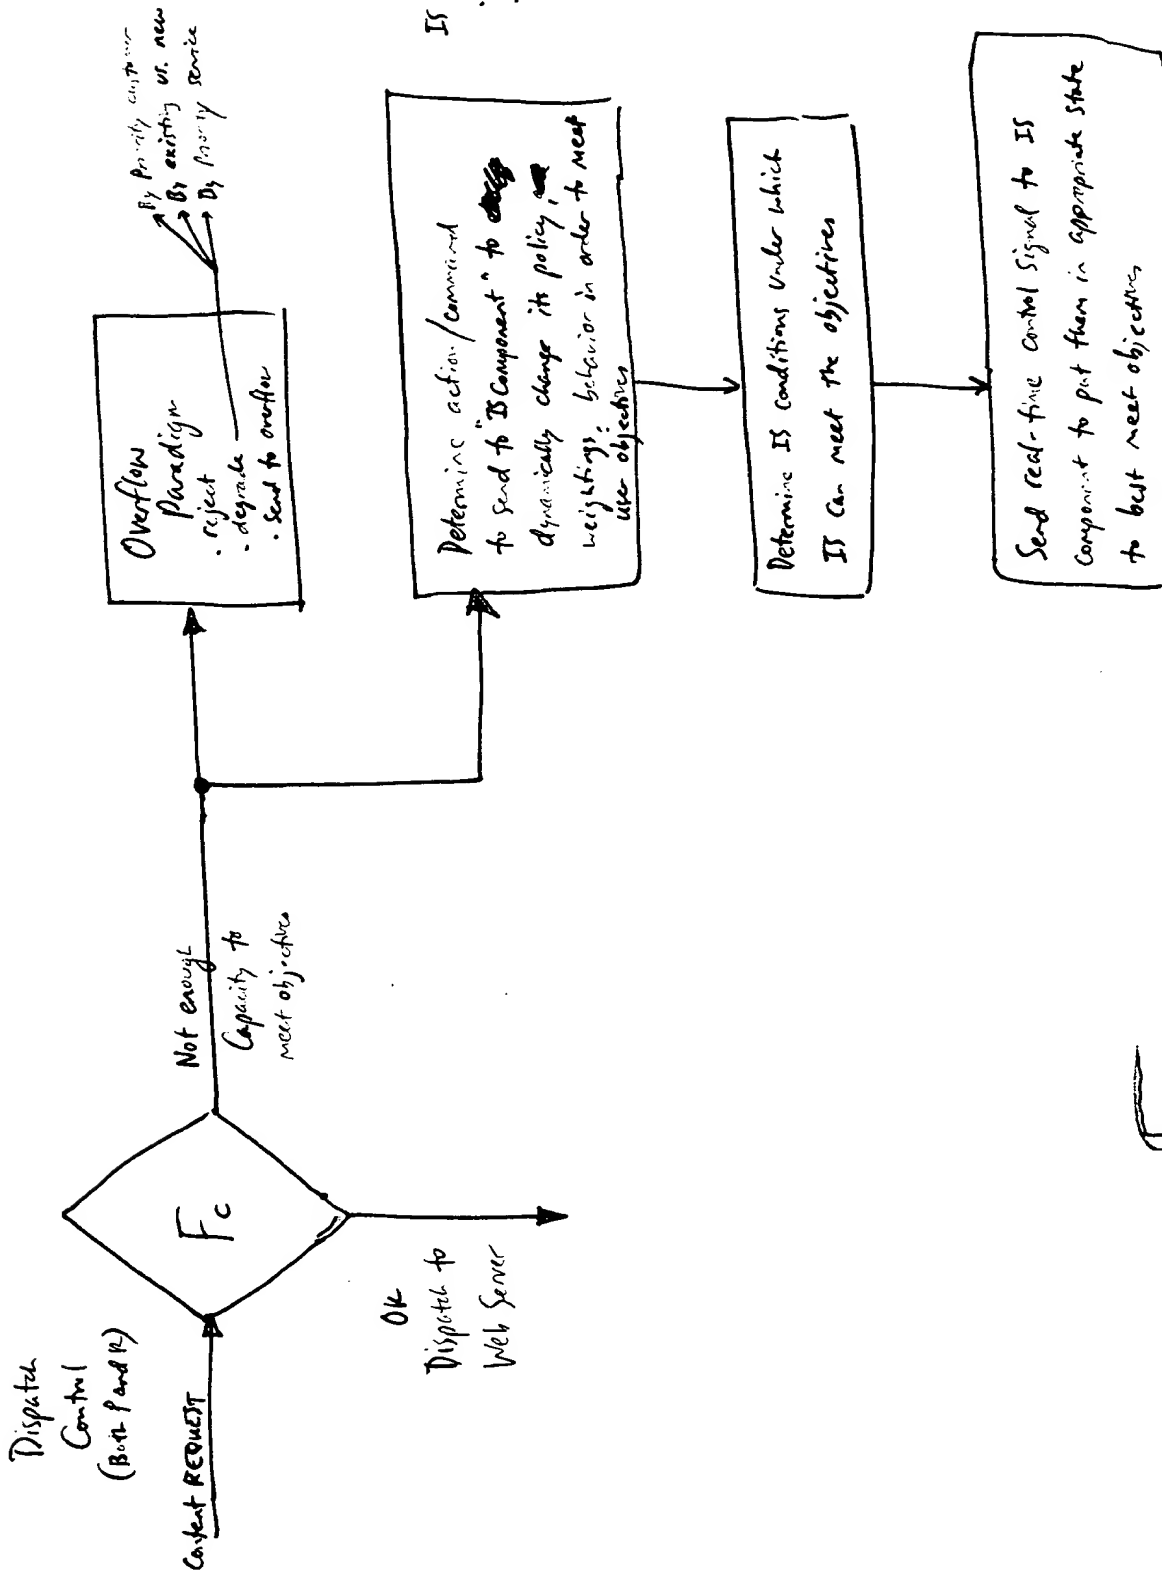 Dispatch
Control
(Both P and R)
Content REQUEST
Fc
OK
Dispatch to
Web Server
Not enough
Capacity to
meet objectives
Overflow
Paradigm
· reject
· degrade
· send to overflow
By Priority customer
By existing vs. new
By Priority service
IS
Determine action/command
to send to "IS component" to
dynamically change its policy,
weightings, behavior in order to meet
user objectives
Determine IS conditions under which
IS can meet the objectives
Send real-time control signal to IS
component to put them in appropriate state
to best meet objectives